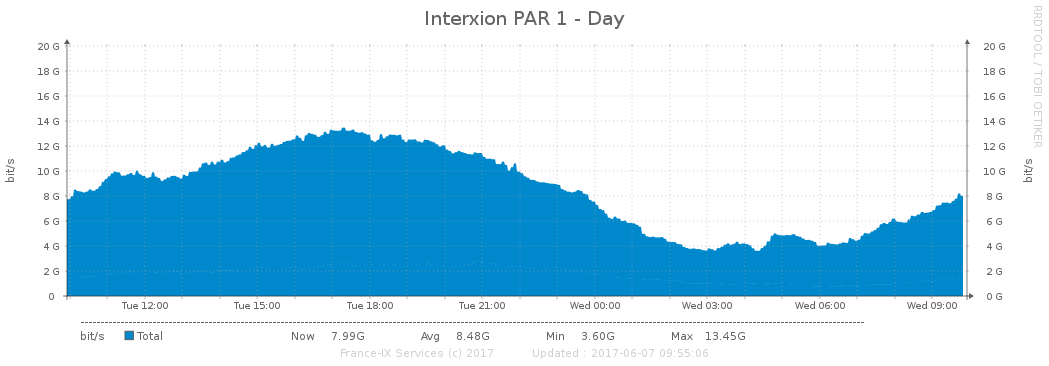 Interxion PAR 1 - Day
RRDTOOL / TOBI OETIKER
bit/s
20 G
18 G
16 G
14 G
12 G
10 G
8 G
6 G
4 G
2 G
0
20 G
18 G
16 G
14 G
12 G
10 G
8 G
6 G
4 G
2 G
0 G
bit/s
Tue 12:00 Tue 15:00 Tue 18:00 Tue 21:00 Wed 00:00 Wed 03:00 Wed 06:00 Wed 09:00
bit/s Total Now 7.99G Avg 8.48G Min 3.60G Max 13.45G
France-IX Services (c) 2017 Updated : 2017-06-07 09:55:06